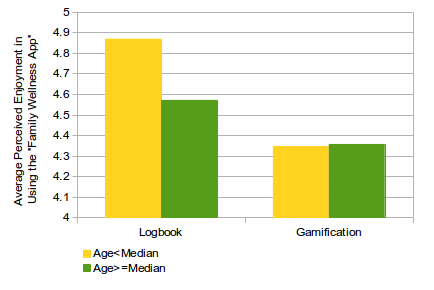 Average Perceived Enjoyment in
Using the "Family Wellness App"
5
4.9
4.8
4.7
4.6
4.5
4.4
4.3
4.2
4.1
4
Logbook
Gamification
Age<Median
Age>=Median